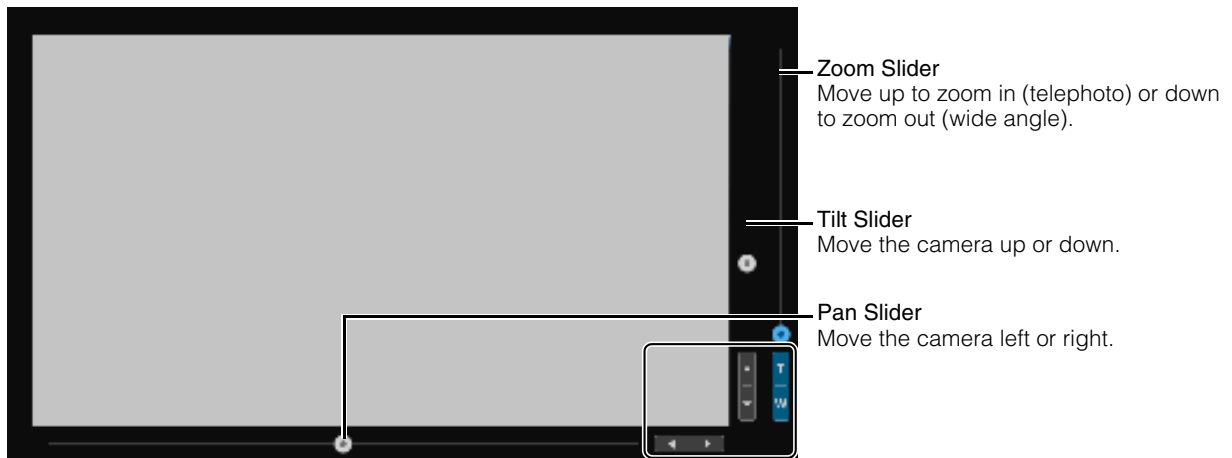 Zoom Slider
Move up to zoom in (telephoto) or down
to zoom out (wide angle).
Tilt Slider
Move the camera up or down.
Pan Slider
Move the camera left or right.
T
W